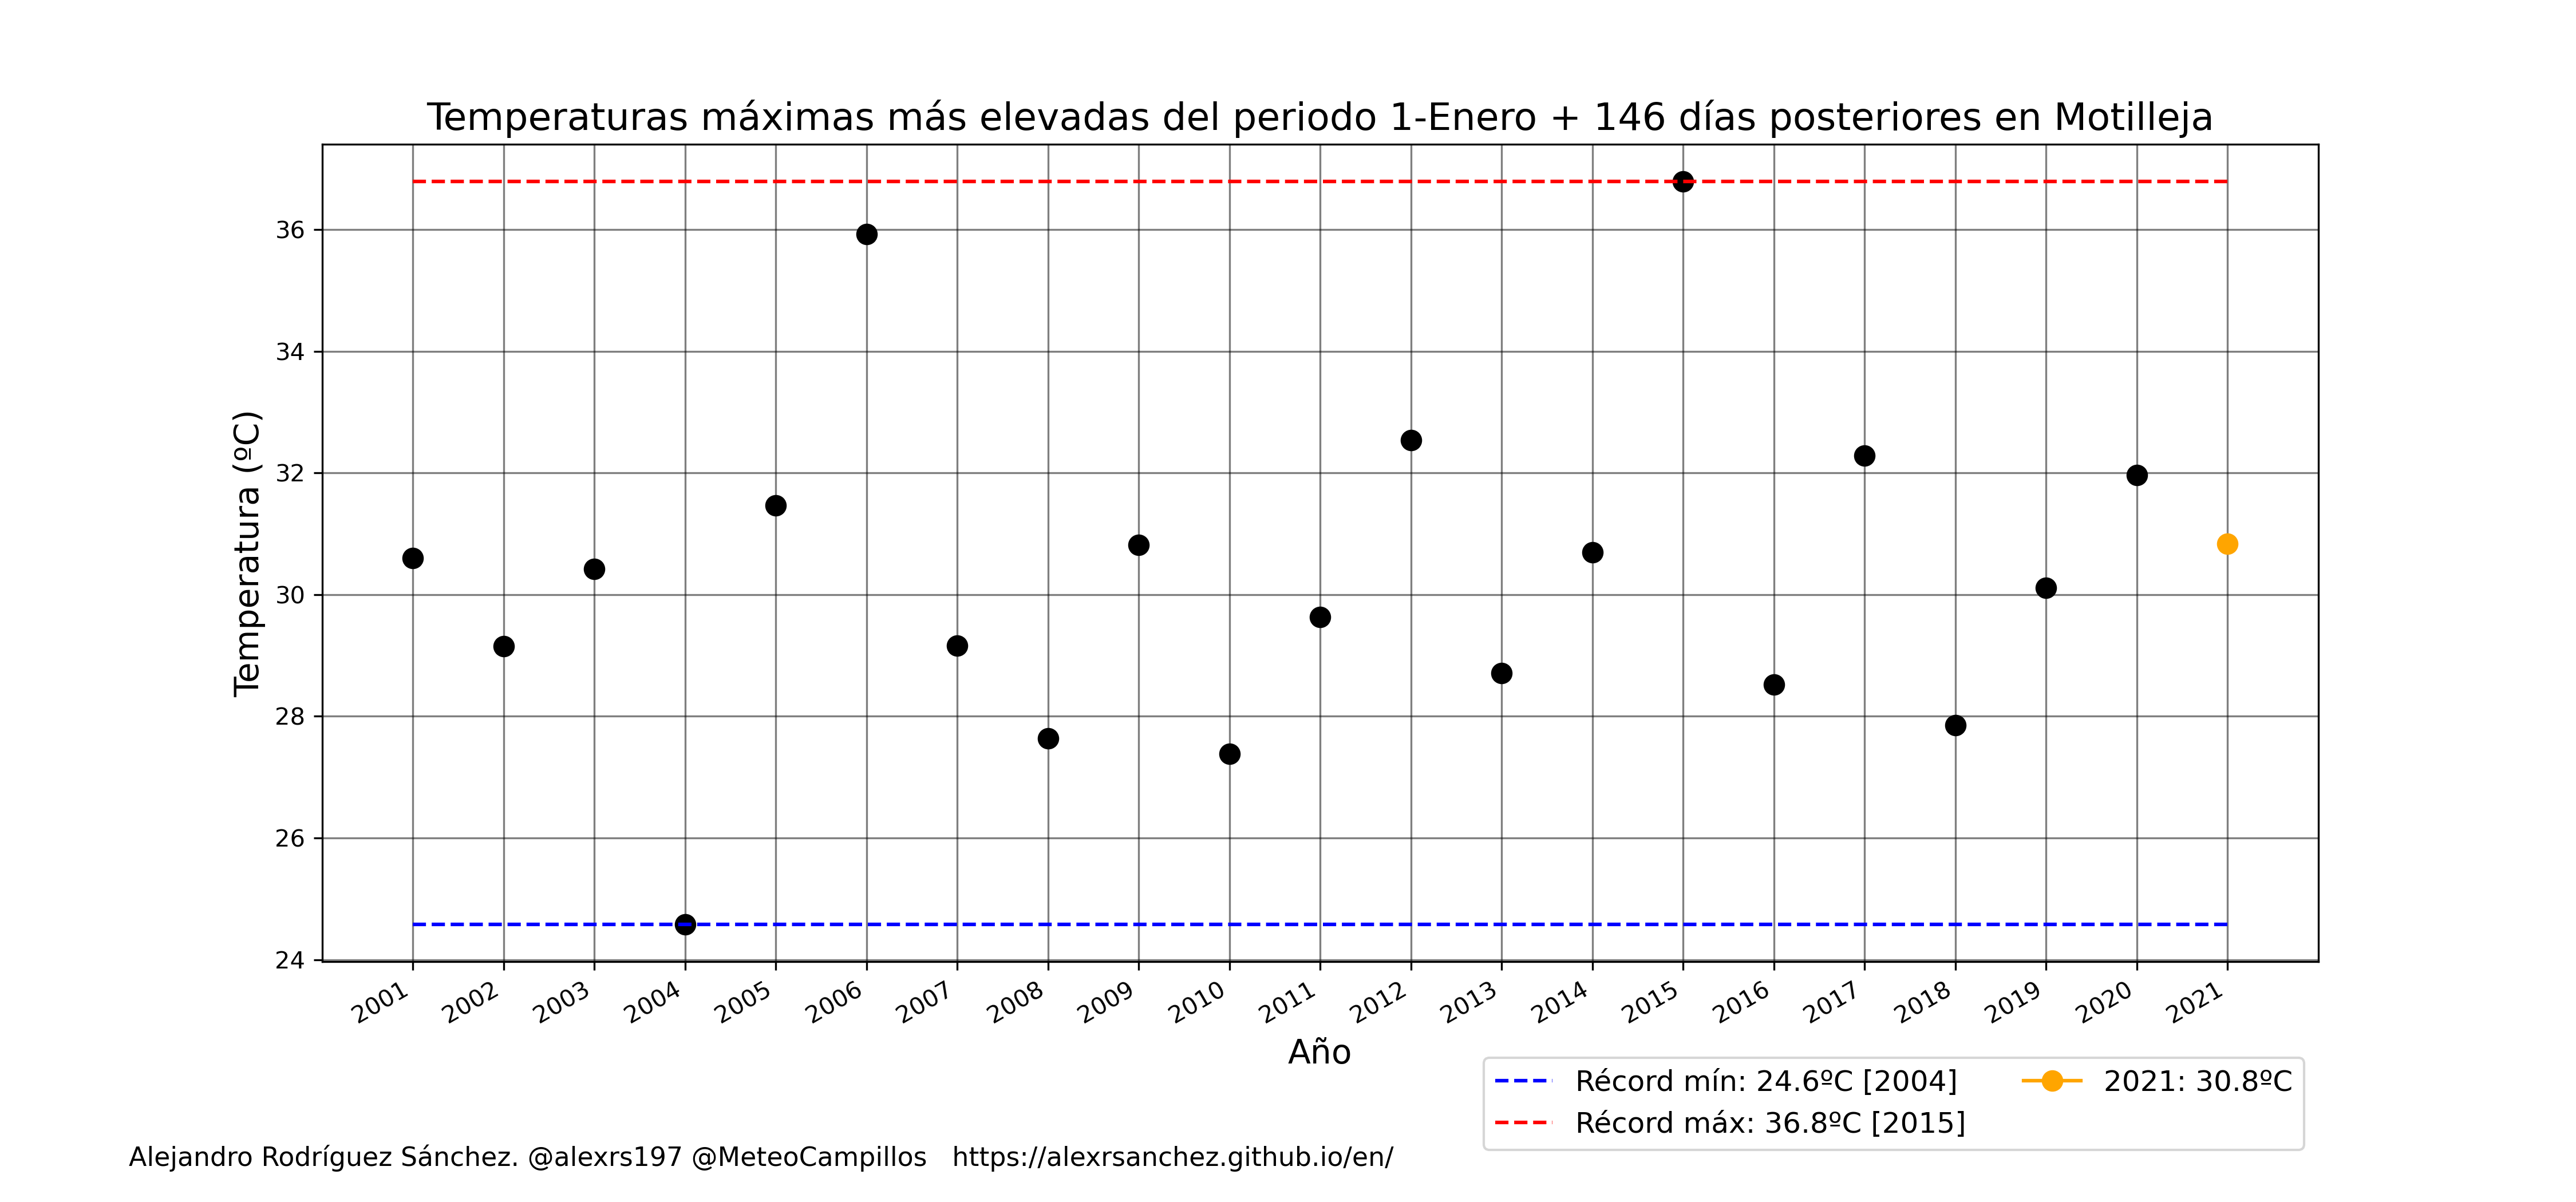 Temperaturas máximas más elevadas del periodo 1-Enero + 146 días posteriores en Motilleja
Temperatura (ºC)
36
34
32
30
28
26
24
2001 2002 2003 2004 2005 2006 2007 2008 2009 2010 2011 2012 2013 2014 2015 2016 2017 2018 2019 2020 2021
Año
Récord mín: 24.6ºC [2004]
Récord máx: 36.8ºC [2015]
2021: 30.8ºC
Alejandro Rodríguez Sánchez. @alexrs197 @MeteoCampillos https://alexrsanchez.github.io/en/